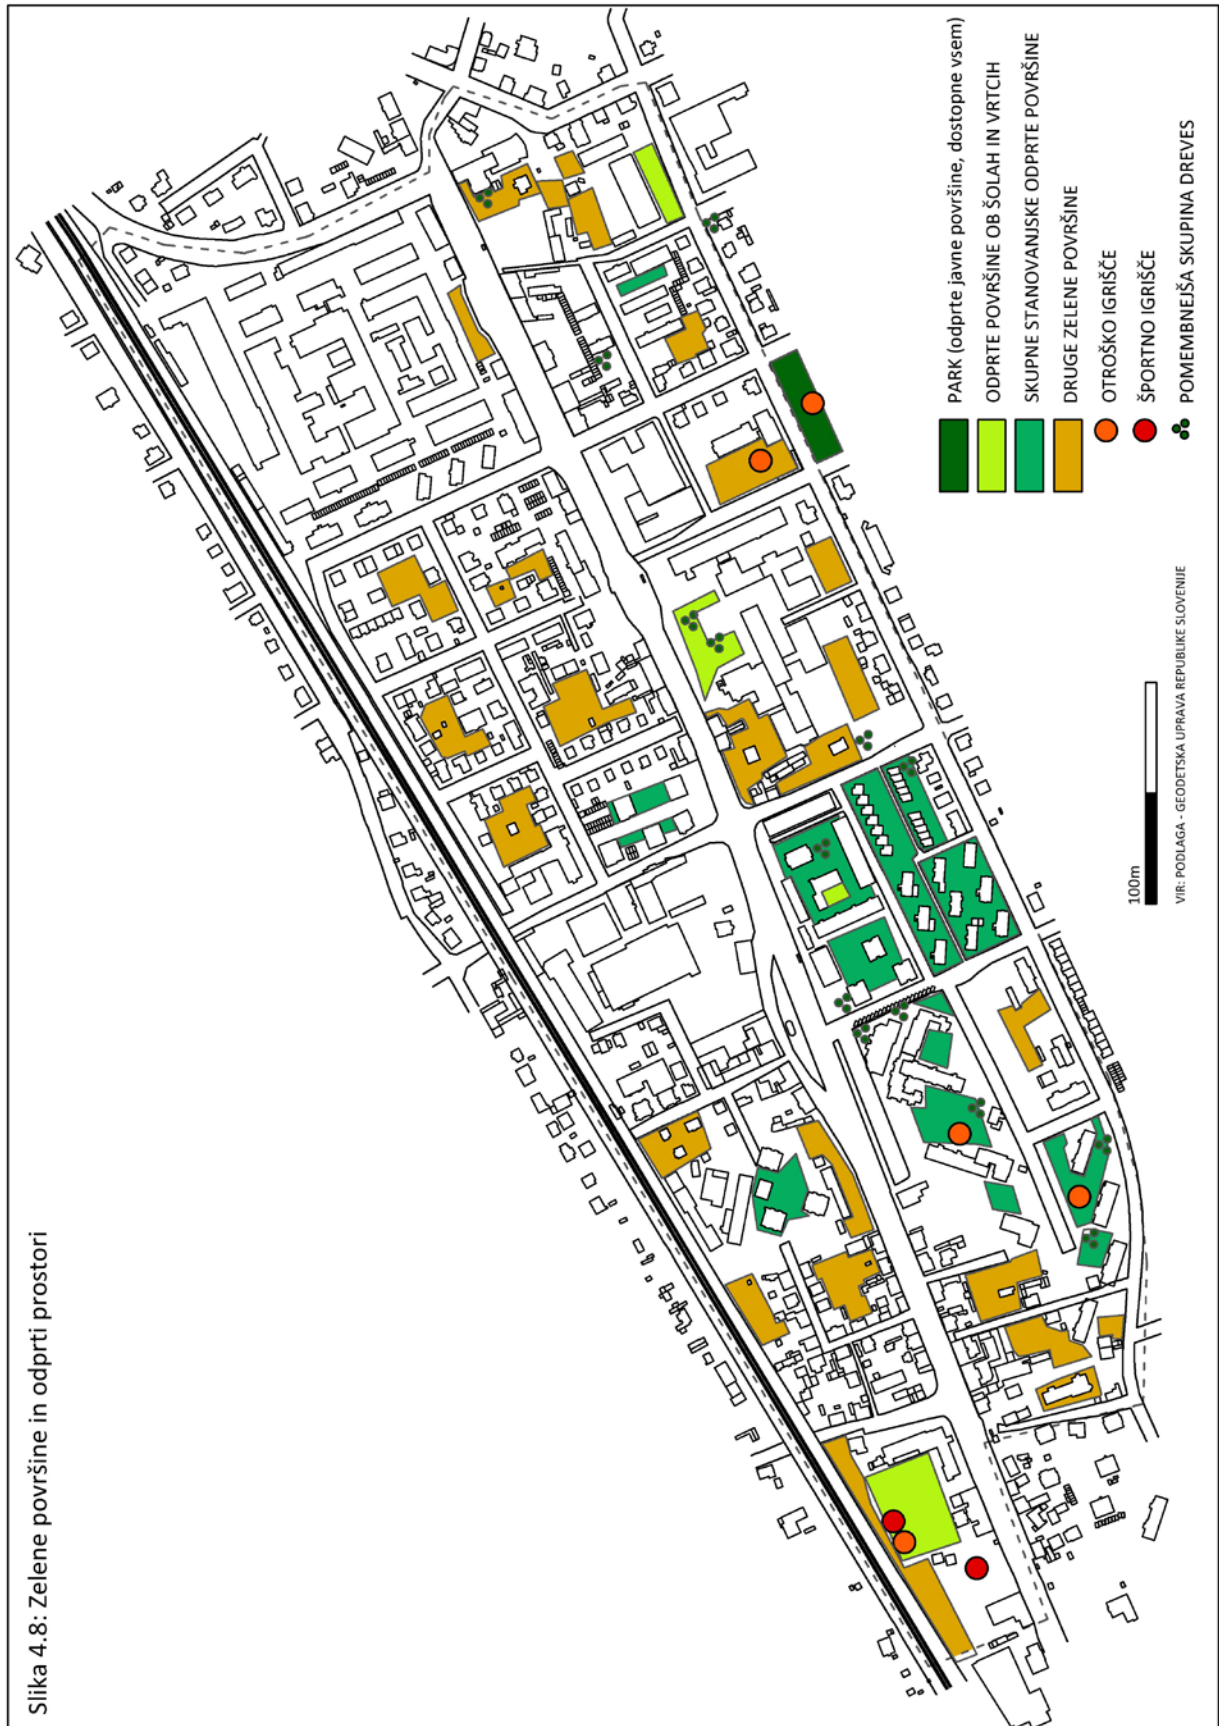 Slika 4.8: Zelene površine in odprti prostori
PARK (odprte javne površine, dostopne vsem)
ODPRTE POVRŠINE OB ŠOLAH IN VRTCIH
SKUPNE STANOVANJSKE ODPRTE POVRŠINE
DRUGE ZELENE POVRŠINE
OTROŠKO IGRIŠČE
ŠPORTNO IGRIŠČE
POMEMBNEJŠA SKUPINA DREVES
100m
VIR: PODLAGA - GEODETSKA UPRAVA REPUBLIKE SLOVENIJE